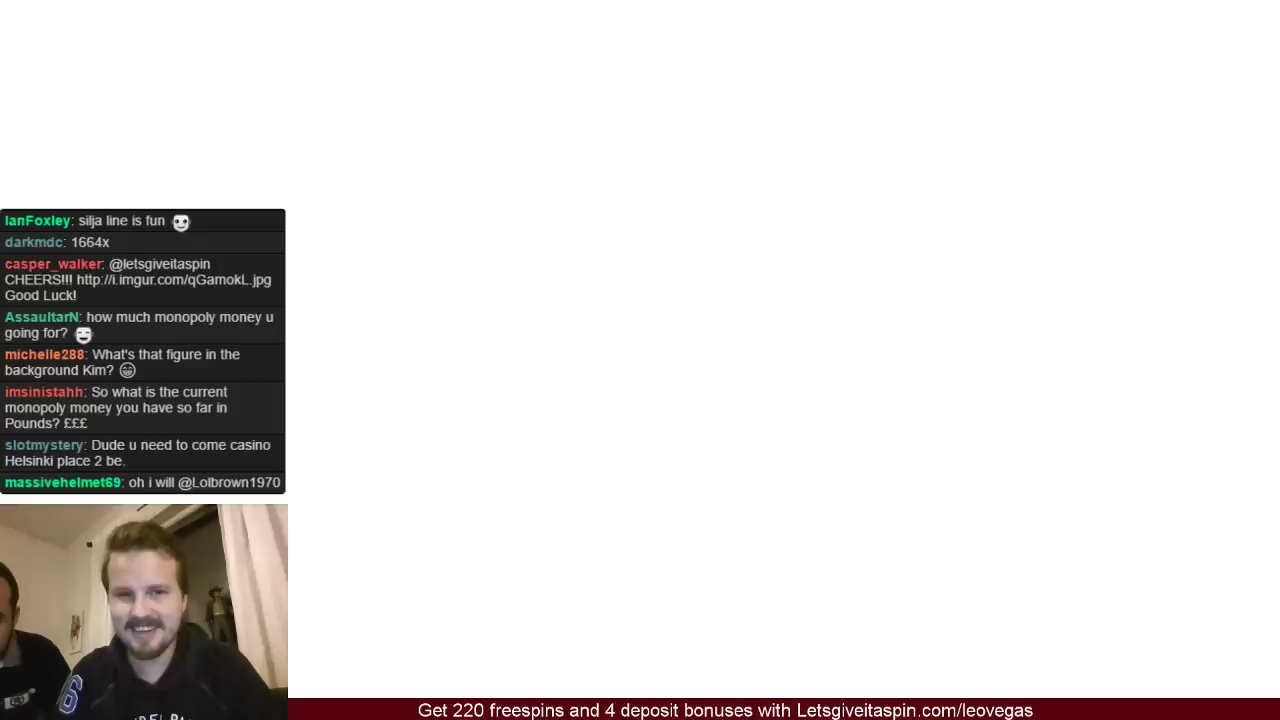 IanFoxley: silja line is fun
darkmdc: 1664x
casper_walker: @letsgiveitaspin
CHEERS!!! http://i.imgur.com/qGamokL.jpg
Good Luck!
AssaultarN: how much monopoly money u
going for?
michelle288: What's that figure in the
background Kim?
imsinistahh: So what is the current
monopoly money you have so far in
Pounds? £££
slotmystery: Dude u need to come casino
Helsinki place 2 be.
massivehelmet69: oh i will @Lolbrown1970
hp
6
Get 220 freespins and 4 deposit bonuses with Letsgiveitaspin.com/leovegas